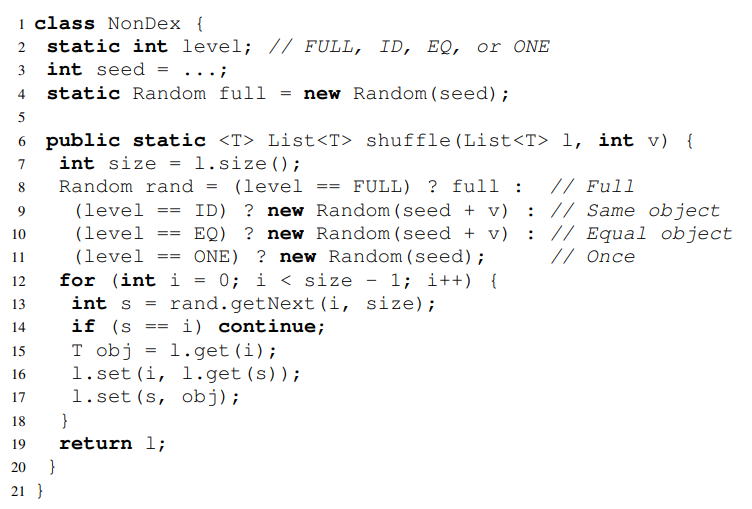 1 class NonDex {
2 static int level; // FULL, ID, EQ, or ONE
3 int seed = ...;
4 static Random full = new Random(seed);
5
6 public static <T> List<T> shuffle(List<T> l, int v) {
7 int size = l.size();
8 Random rand = (level == FULL) ? full : // Full
9 (level == ID) ? new Random(seed + v) : // Same object
10 (level == EQ) ? new Random(seed + v) : // Equal object
11 (level == ONE) ? new Random(seed); // Once
12 for (int i = 0; i < size - 1; i++) {
13 int s = rand.getNext(i, size);
14 if (s == i) continue;
15 T obj = l.get(i);
16 l.set(i, l.get(s));
17 l.set(s, obj);
18 }
19 return l;
20 }
21 }